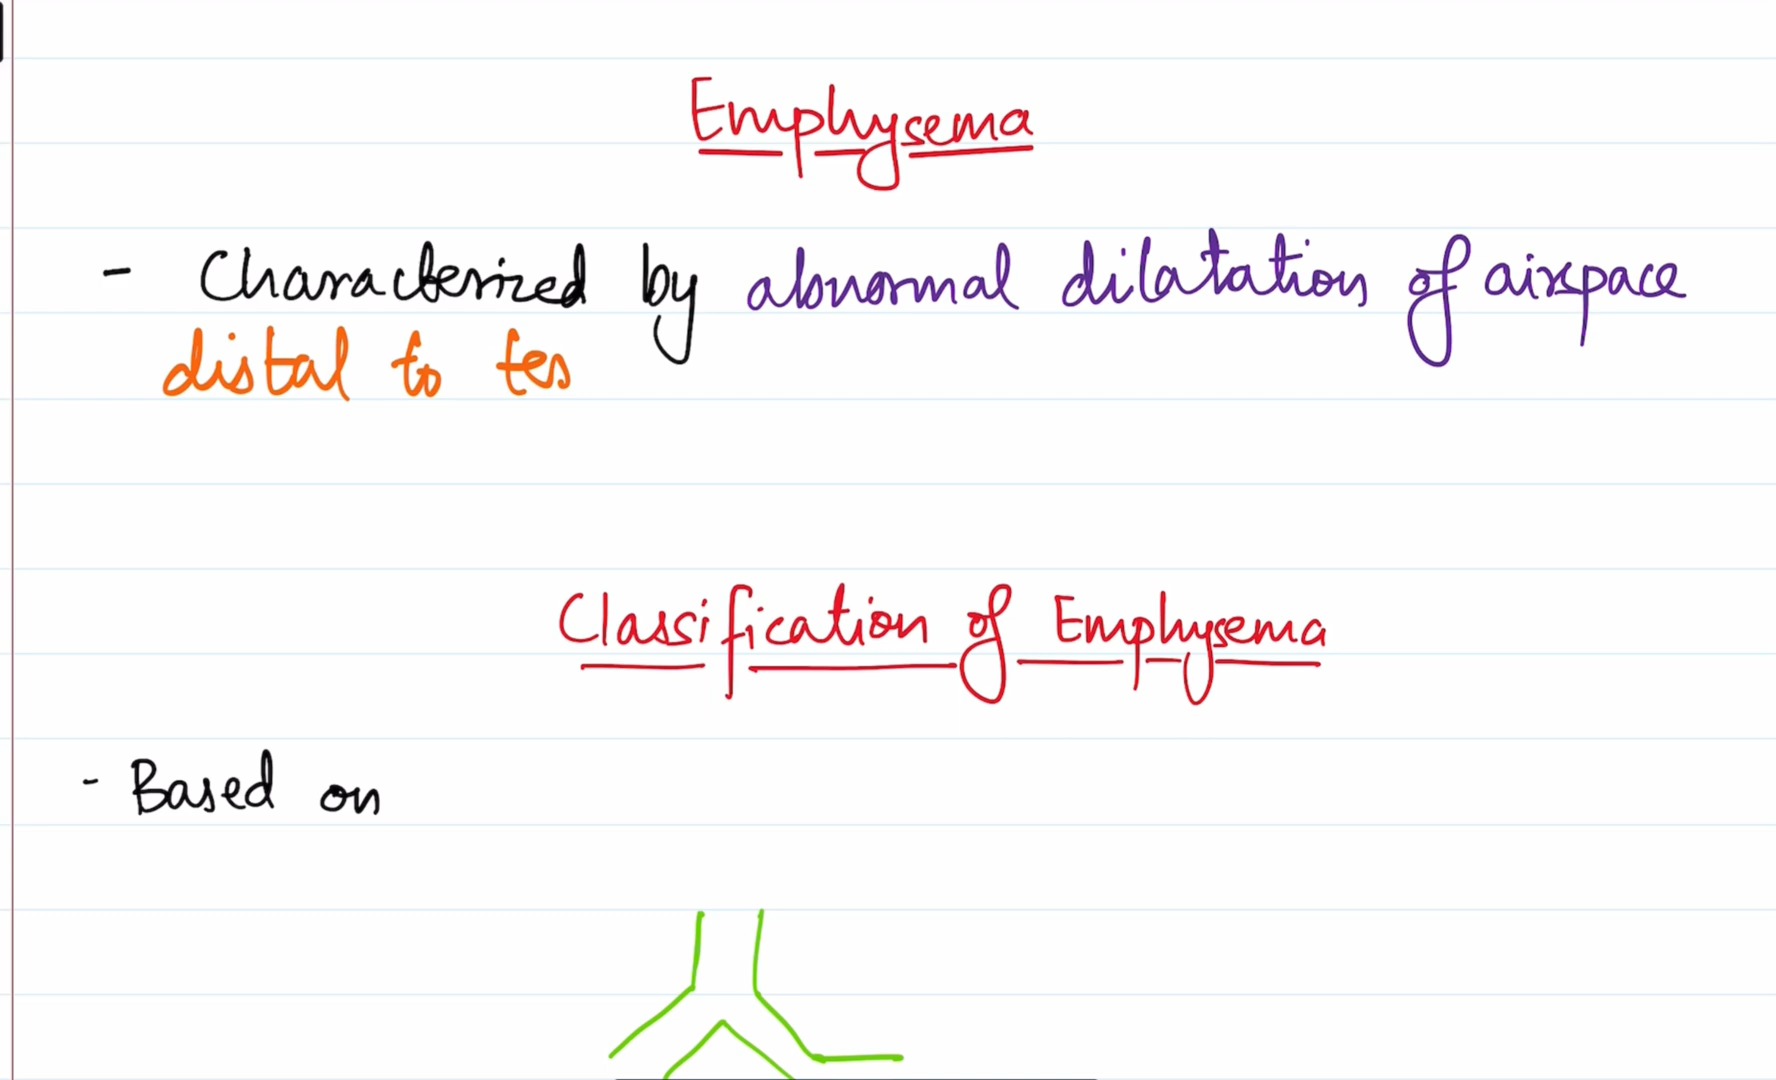 Emphysema
- Characterized by abnormal dilatation of airspace
distal to tes
Classification of Emphysema
- Based on